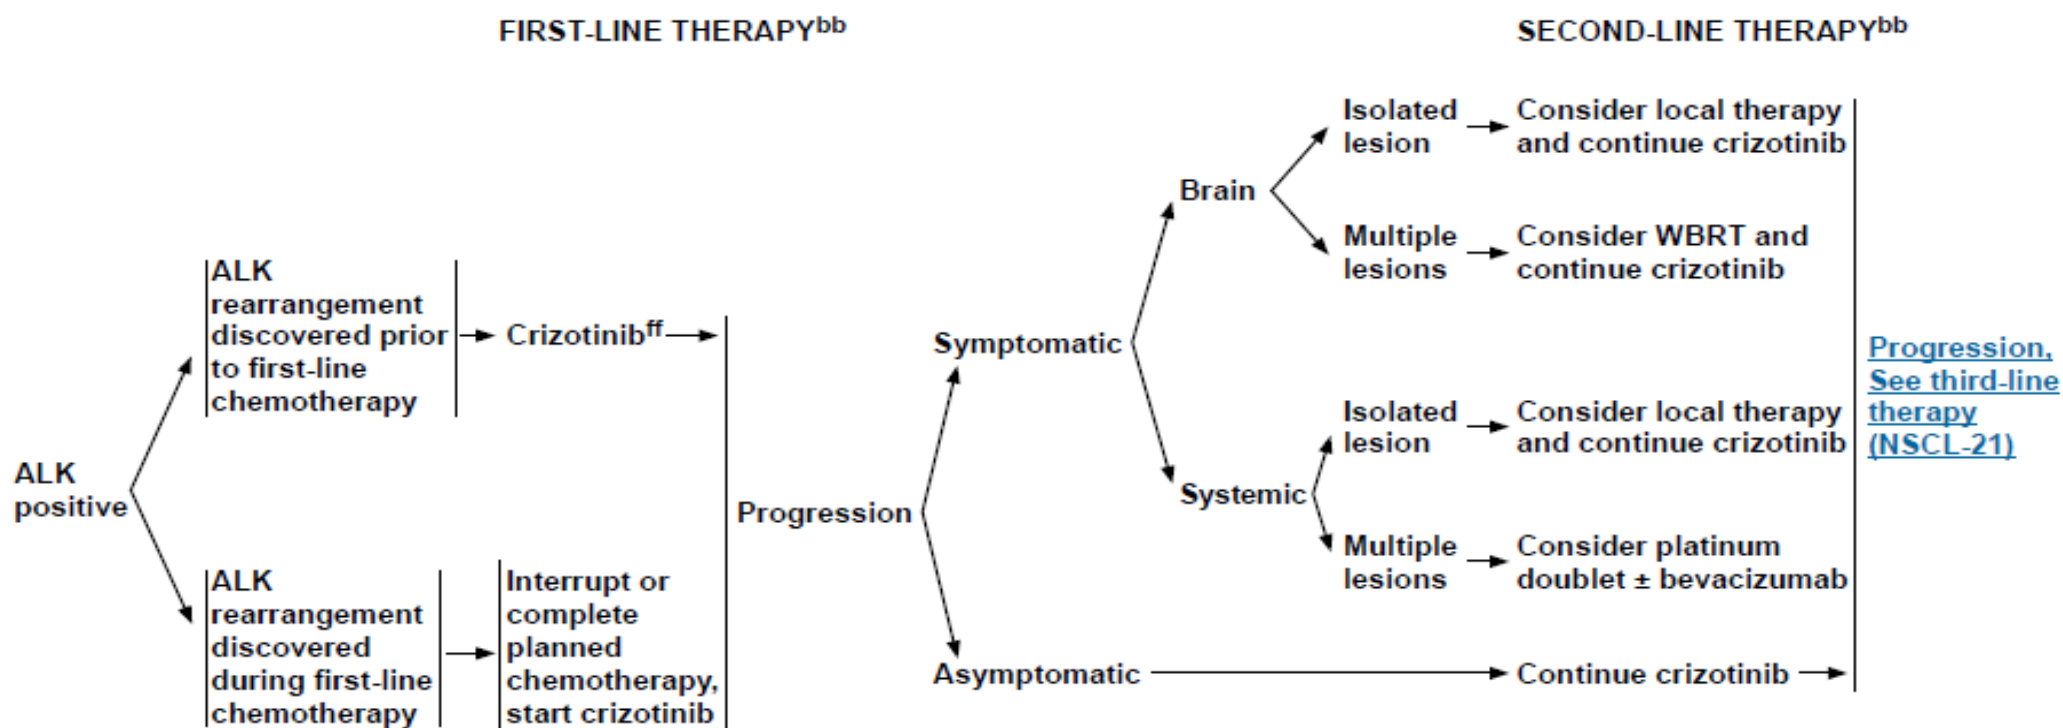 FIRST-LINE THERAPYbb
SECOND-LINE THERAPYbb
ALK
positive
ALK
rearrangement
discovered prior
to first-line
chemotherapy
Crizotinibff
ALK
rearrangement
discovered
during first-line
chemotherapy
Interrupt or
complete
planned
chemotherapy,
start crizotinib
Progression
Symptomatic
Brain
Isolated
lesion
Consider local therapy
and continue crizotinib
Multiple
lesions
Consider WBRT and
continue crizotinib
Systemic
Isolated
lesion
Consider local therapy
and continue crizotinib
Multiple
lesions
Consider platinum
doublet ± bevacizumab
Asymptomatic
Continue crizotinib
Progression,
See third-line
therapy
(NSCL-21)